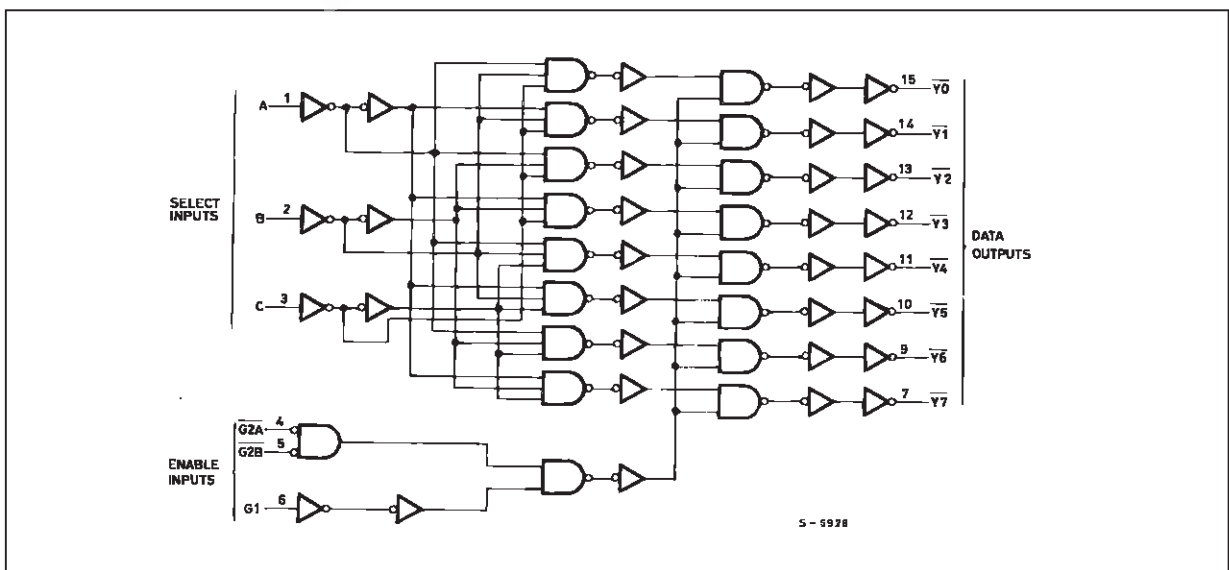 SELECT
INPUTS
A 1
B 2
C 3
ENABLE
INPUTS
G2A 4
G2B 5
G1 6
15 Y0
14 Y1
13 Y2
12 Y3
11 Y4
10 Y5
9 Y6
7 Y7
DATA
OUTPUTS
S-5928